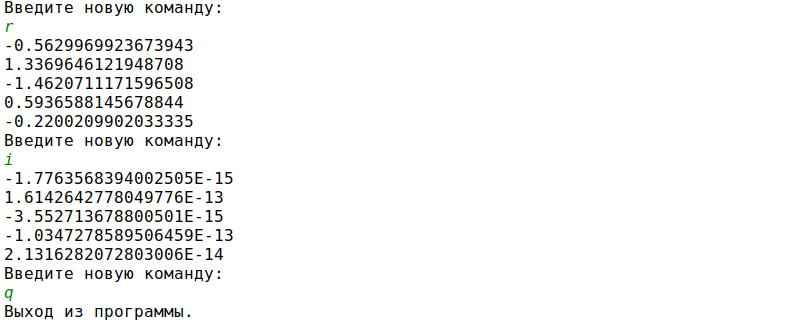 Введите новую команду:
r
-0.5629969923673943
1.3369646121948708
-1.4620711171596508
0.5936588145678844
-0.2200209902033335
Введите новую команду:
i
-1.7763568394002505E-15
1.6142642778049776E-13
-3.552713678800501E-15
-1.0347278589506459E-13
2.1316282072803006E-14
Введите новую команду:
q
Выход из программы.